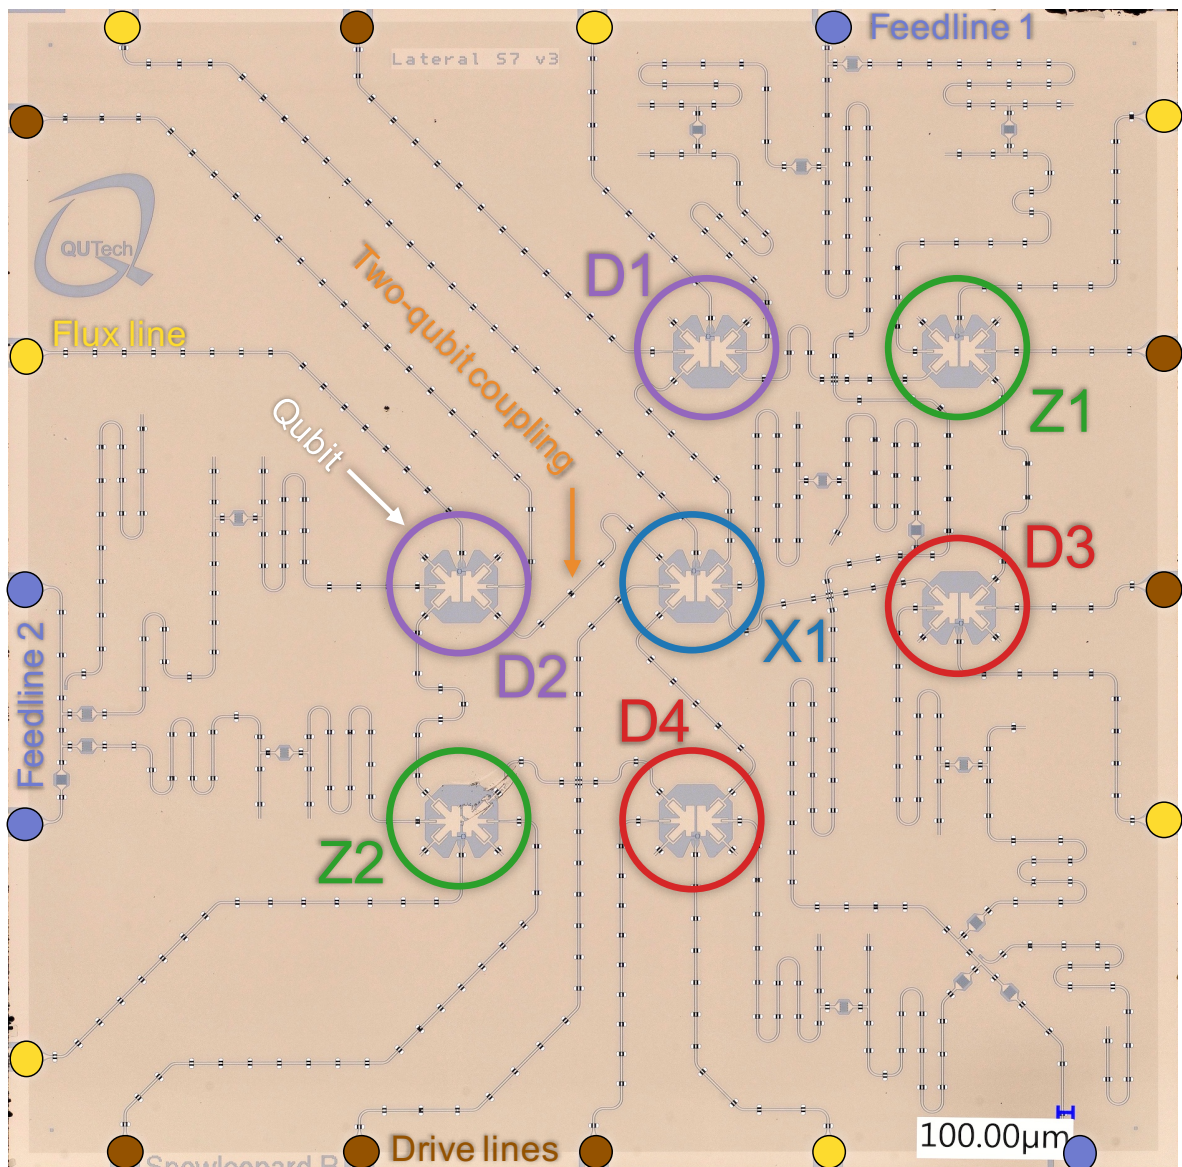 Feedline 1
Lateral S7 v3
QUTech
D1
Flux line
Two-qubit coupling
Z1
Qubit
D3
X1
D2
Feedline 2
D4
Z2
100.00µm
Drive lines